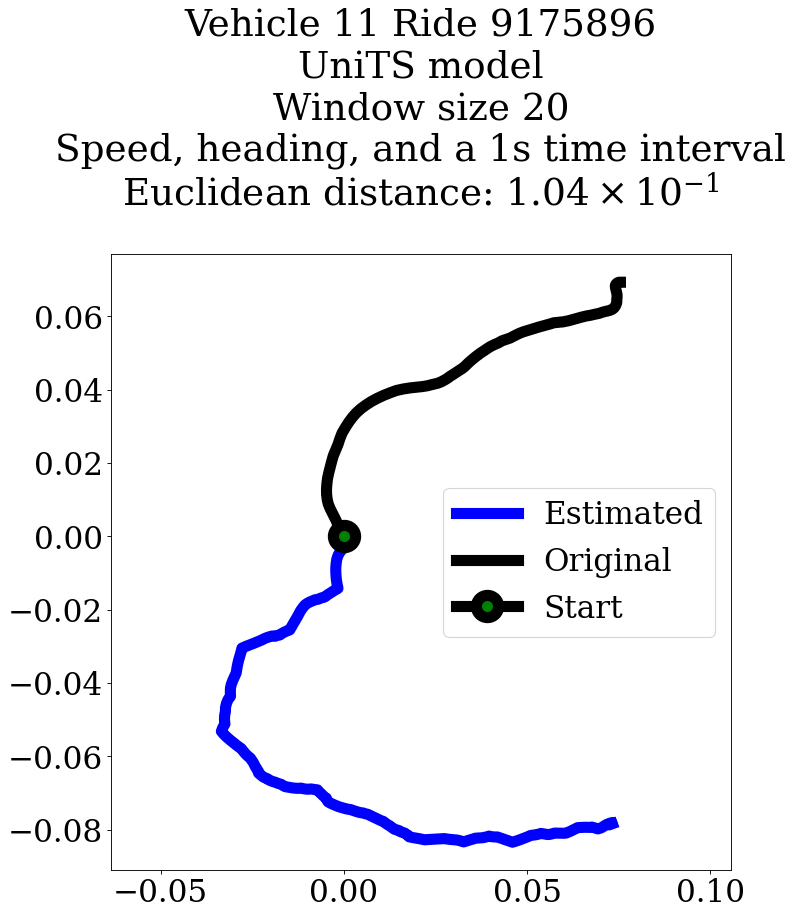 Vehicle 11 Ride 9175896
UniTS model
Window size 20
Speed, heading, and a 1s time interval
Euclidean distance: 1.04 × 10⁻¹
0.06
0.04
0.02
0.00
−0.02
−0.04
−0.06
−0.08
Estimated
Original
Start
−0.05 0.00 0.05 0.10